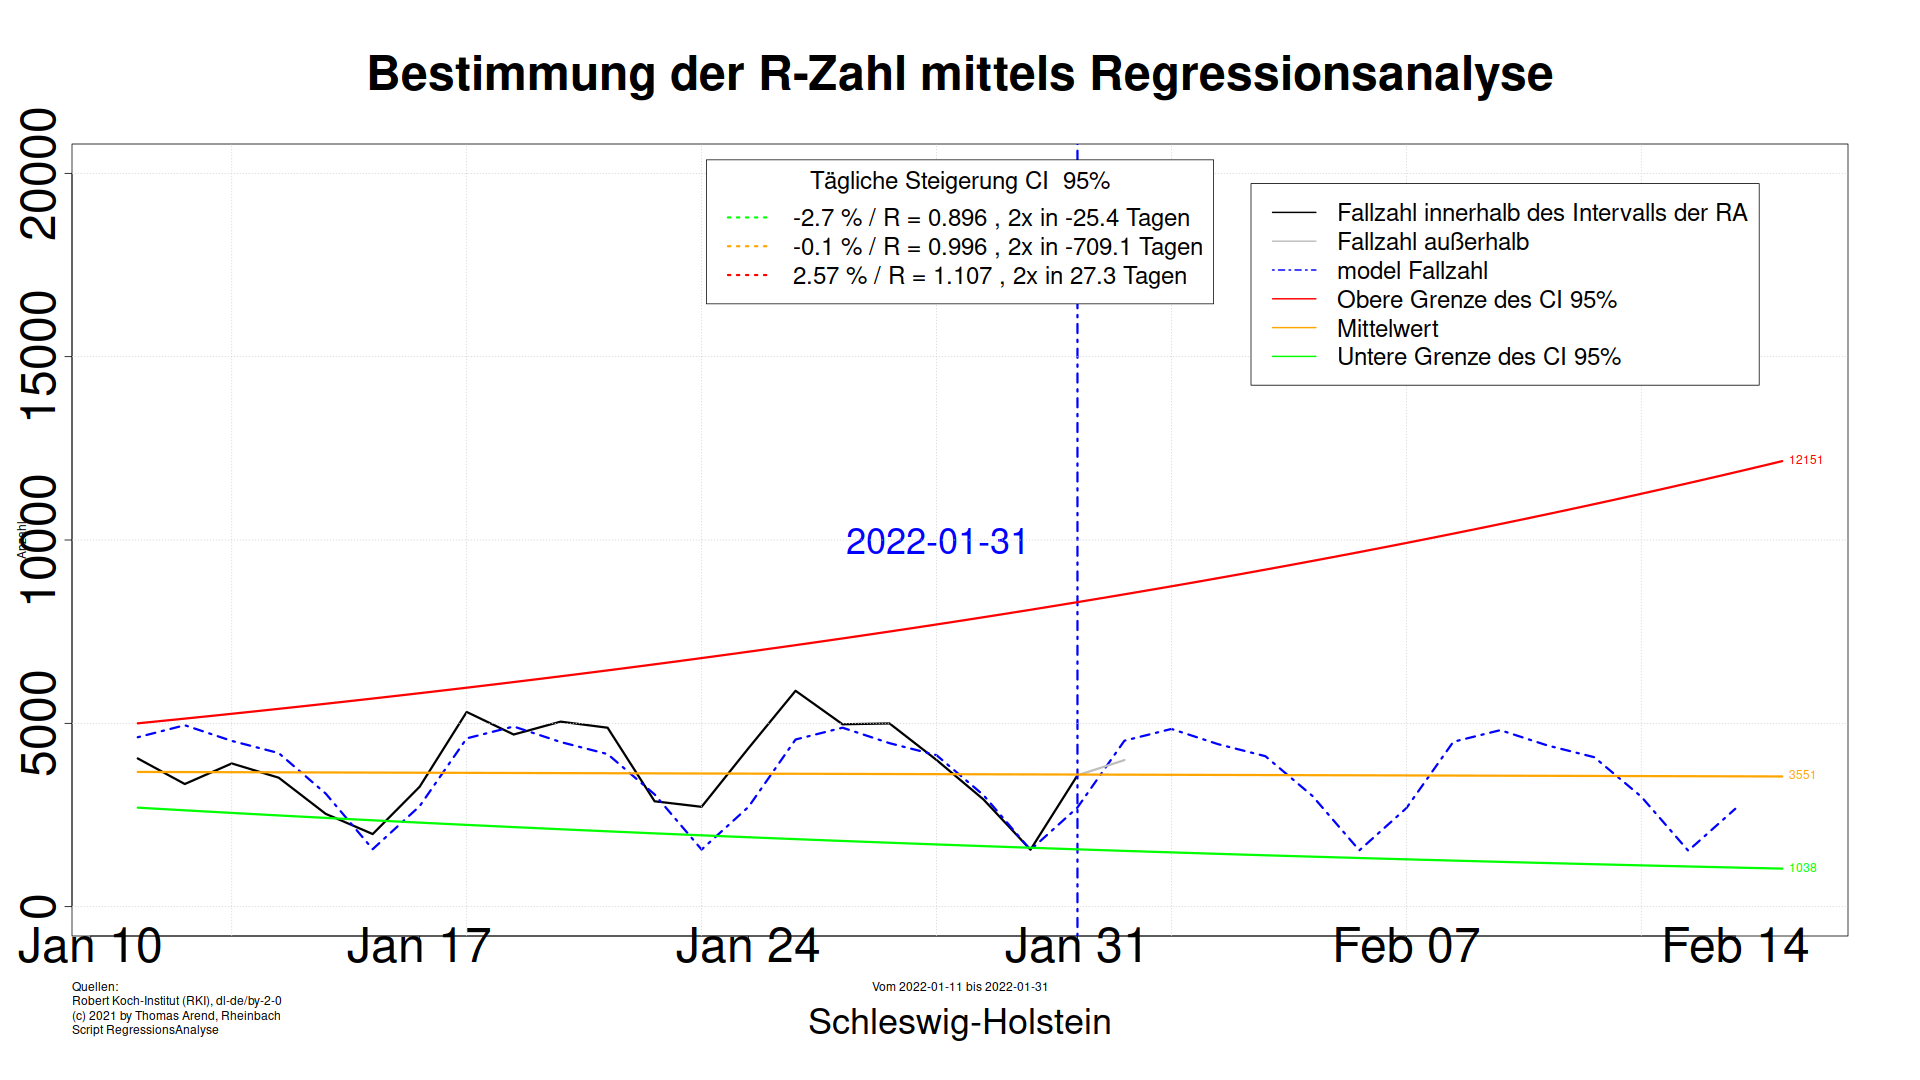 Bestimmung der R-Zahl mittels Regressionsanalyse
Tägliche Steigerung CI  95%
-2.7 % / R = 0.896 , 2x in -25.4 Tagen
-0.1 % / R = 0.996 , 2x in -709.1 Tagen
2.57 % / R = 1.107 , 2x in 27.3 Tagen
Fallzahl innerhalb des Intervalls der RA
Fallzahl außerhalb
model Fallzahl
Obere Grenze des CI 95%
Mittelwert
Untere Grenze des CI 95%
20000
15000
10000
5000
0
Anzahl
2022-01-31
12151
3551
1038
Jan 10
Jan 17
Jan 24
Jan 31
Feb 07
Feb 14
Quellen:
Robert Koch-Institut (RKI), dl-de/by-2-0
(c) 2021 by Thomas Arend, Rheinbach
Script RegressionsAnalyse
Vom 2022-01-11 bis 2022-01-31
Schleswig-Holstein